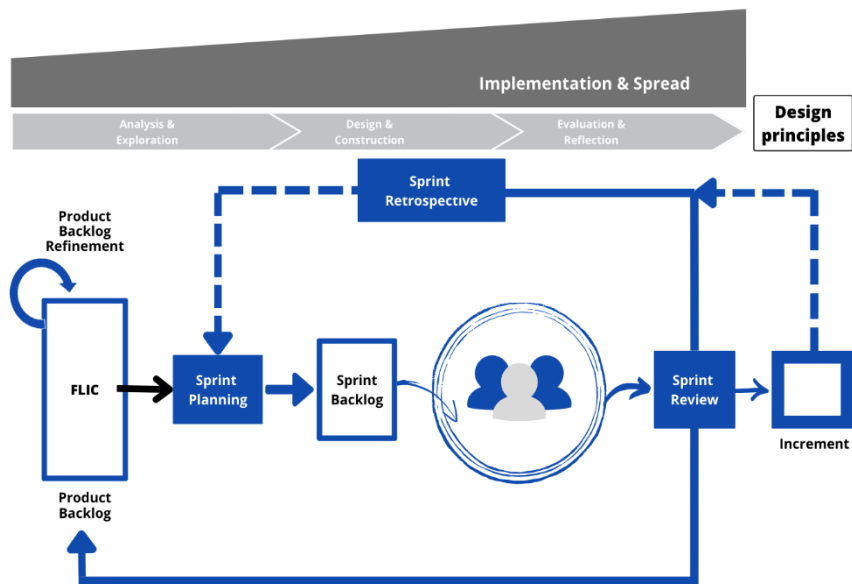 Implementation & Spread
Analysis &
Exploration
Design &
Construction
Evaluation &
Reflection
Design
principles
Sprint
Retrospective
Product
Backlog
Refinement
FLIC
Sprint
Planning
Sprint
Backlog
Sprint
Review
Increment
Product
Backlog